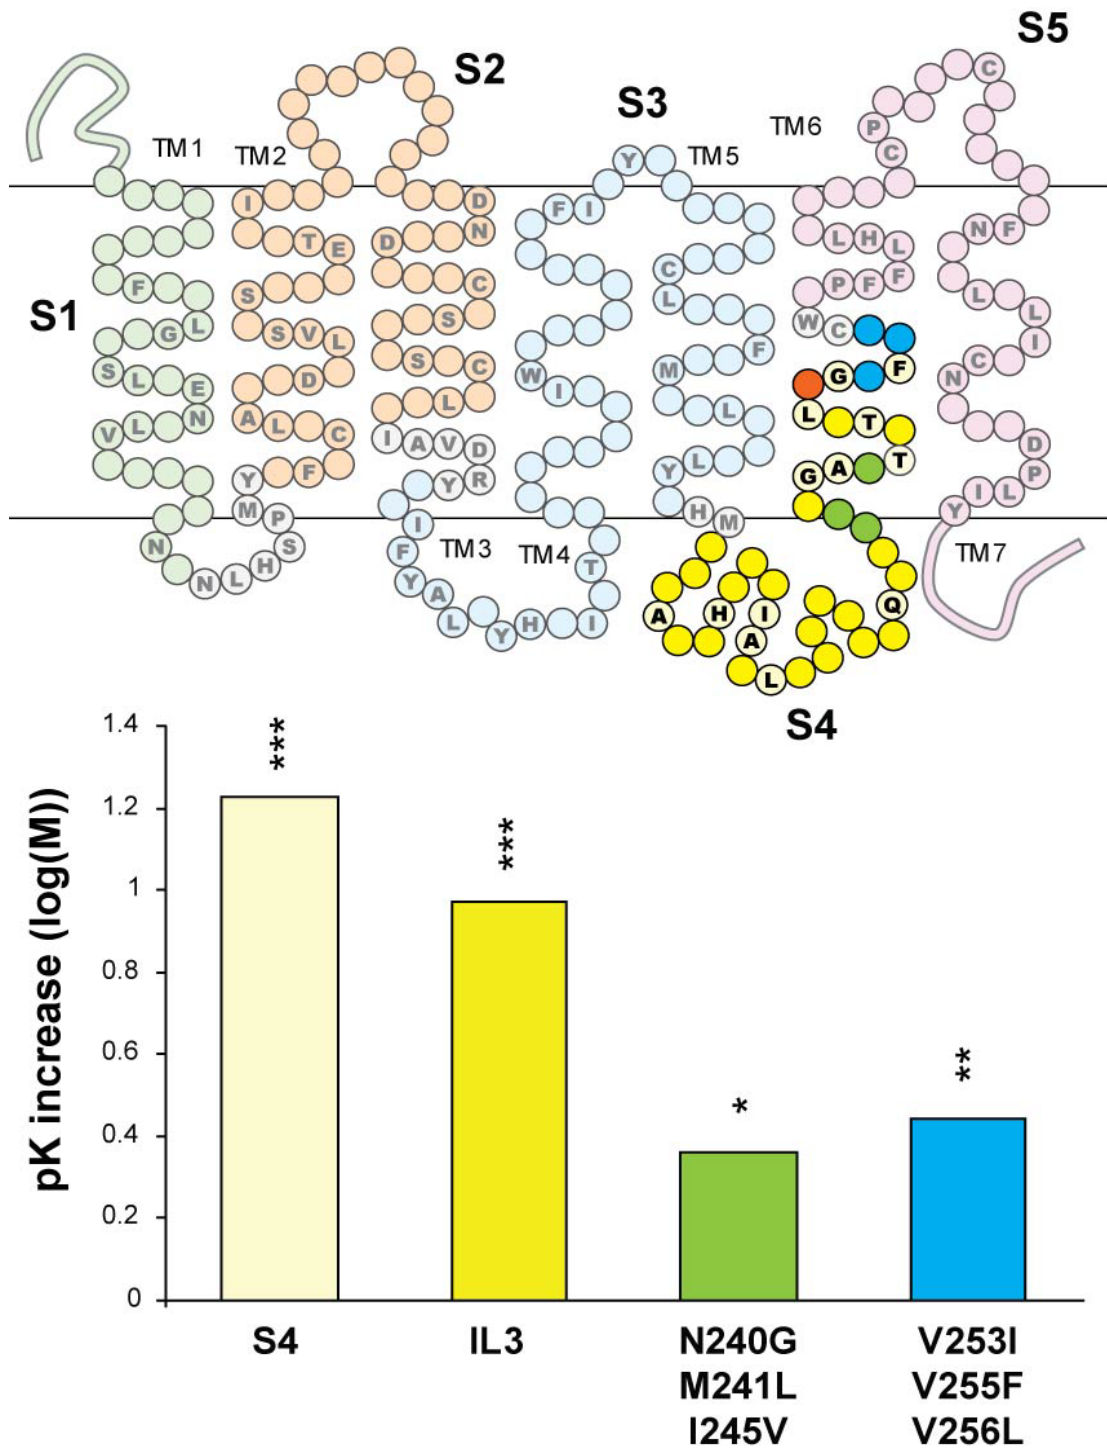 S5
S2
C
S3
TM6
P
TM1
TM2
Y
TM5
C
I
D
F I
T E
D
N
L H L
N F
F
S
C
C
L
P F F
L
S1
G L
S V L
S
W C
L
I
S L E
D
S C
W I
M
F
G F
N C
V L N
A L C
L
L
L T
D
I A V D
Y
F
Y R
Y L
G A T
P
M P
I
H M
Y I L
N
S
F
TM3
TM4
TM7
N L H
Y A
T
A H I
Q
L Y H I
A
L
S4
1.4
***
1.2
***
1
0.8
0.6
**
*
0.4
0.2
0
pK increase (log(M))
S4
IL3
N240G
M241L
I245V
V253I
V255F
V256L